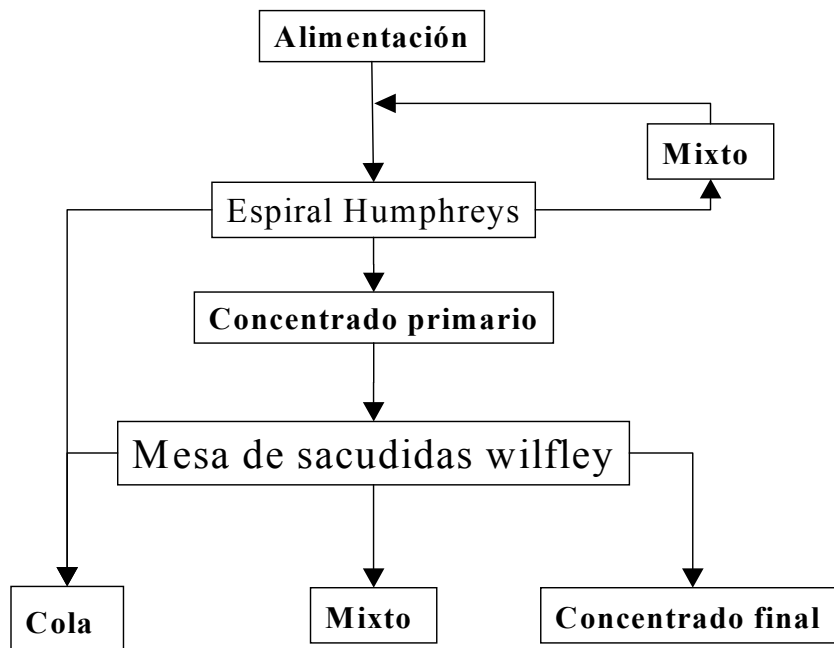 Alimentación
Mixto
Espiral Humphreys
Concentrado primario
Mesa de sacudidas wilfley
Cola
Mixto
Concentrado final